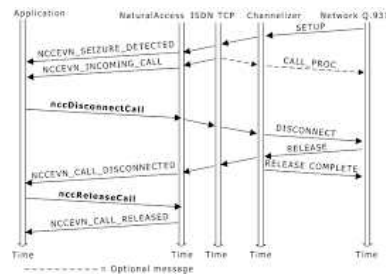 Application NaturalAccess ISDN TCP Channelizer Network Q.93
SETUP
NCCEVN_SEIZURE_DETECTED
NCCEVN_INCOMING_CALL
CALL_PROC
nccDisconnectCall
DISCONNECT
RELEASE
NCCEVN_CALL_DISCONNECTED
RELEASE COMPLETE
nccReleaseCall
NCCEVN_CALL_RELEASED
Time Time Time Time Time
= Optional message